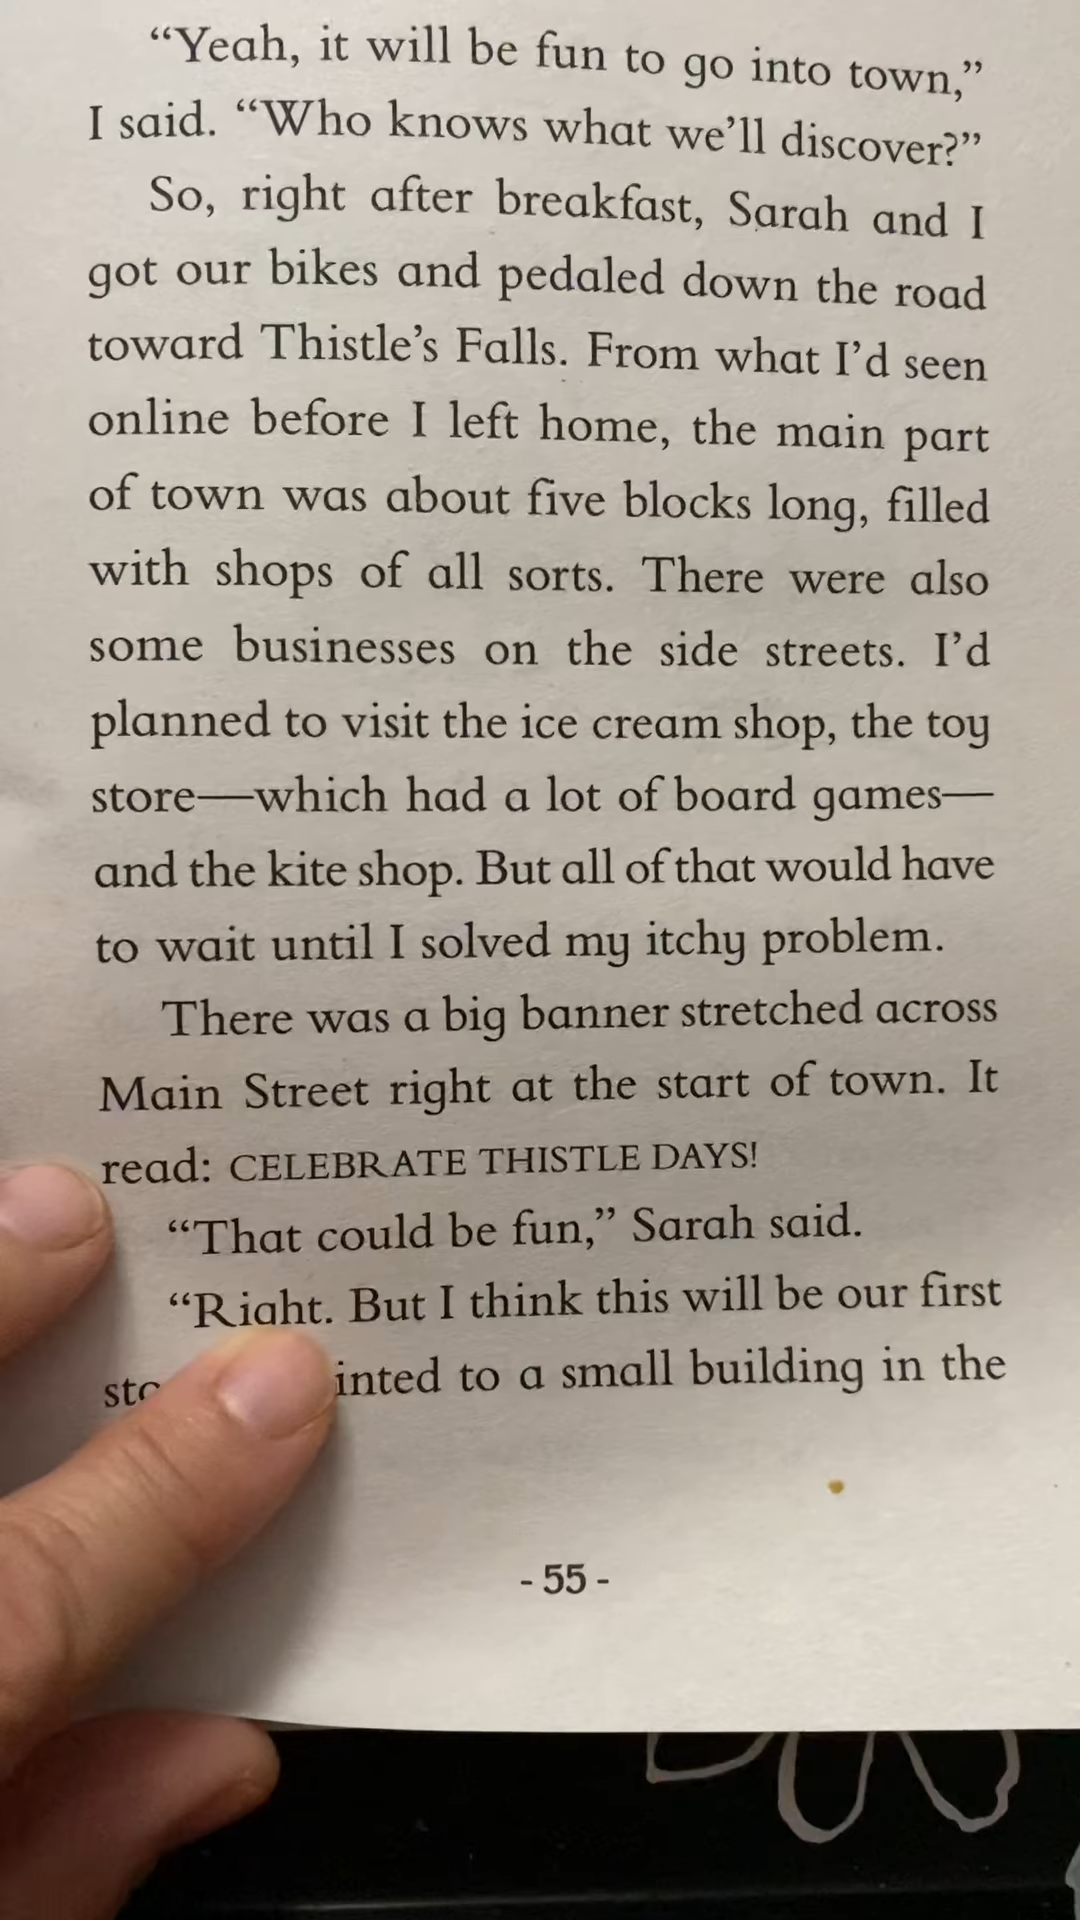 “Yeah, it will be fun to go into town,”
I said. “Who knows what we’ll discover?”
So, right after breakfast, Sarah and I
got our bikes and pedaled down the road
toward Thistle’s Falls. From what I’d seen
online before I left home, the main part
of town was about five blocks long, filled
with shops of all sorts. There were also
some businesses on the side streets. I’d
planned to visit the ice cream shop, the toy
store—which had a lot of board games—
and the kite shop. But all of that would have
to wait until I solved my itchy problem.
There was a big banner stretched across
Main Street right at the start of town. It
read: CELEBRATE THISTLE DAYS!
“That could be fun,” Sarah said.
“Right. But I think this will be our first
to a small building in the
- 55 -